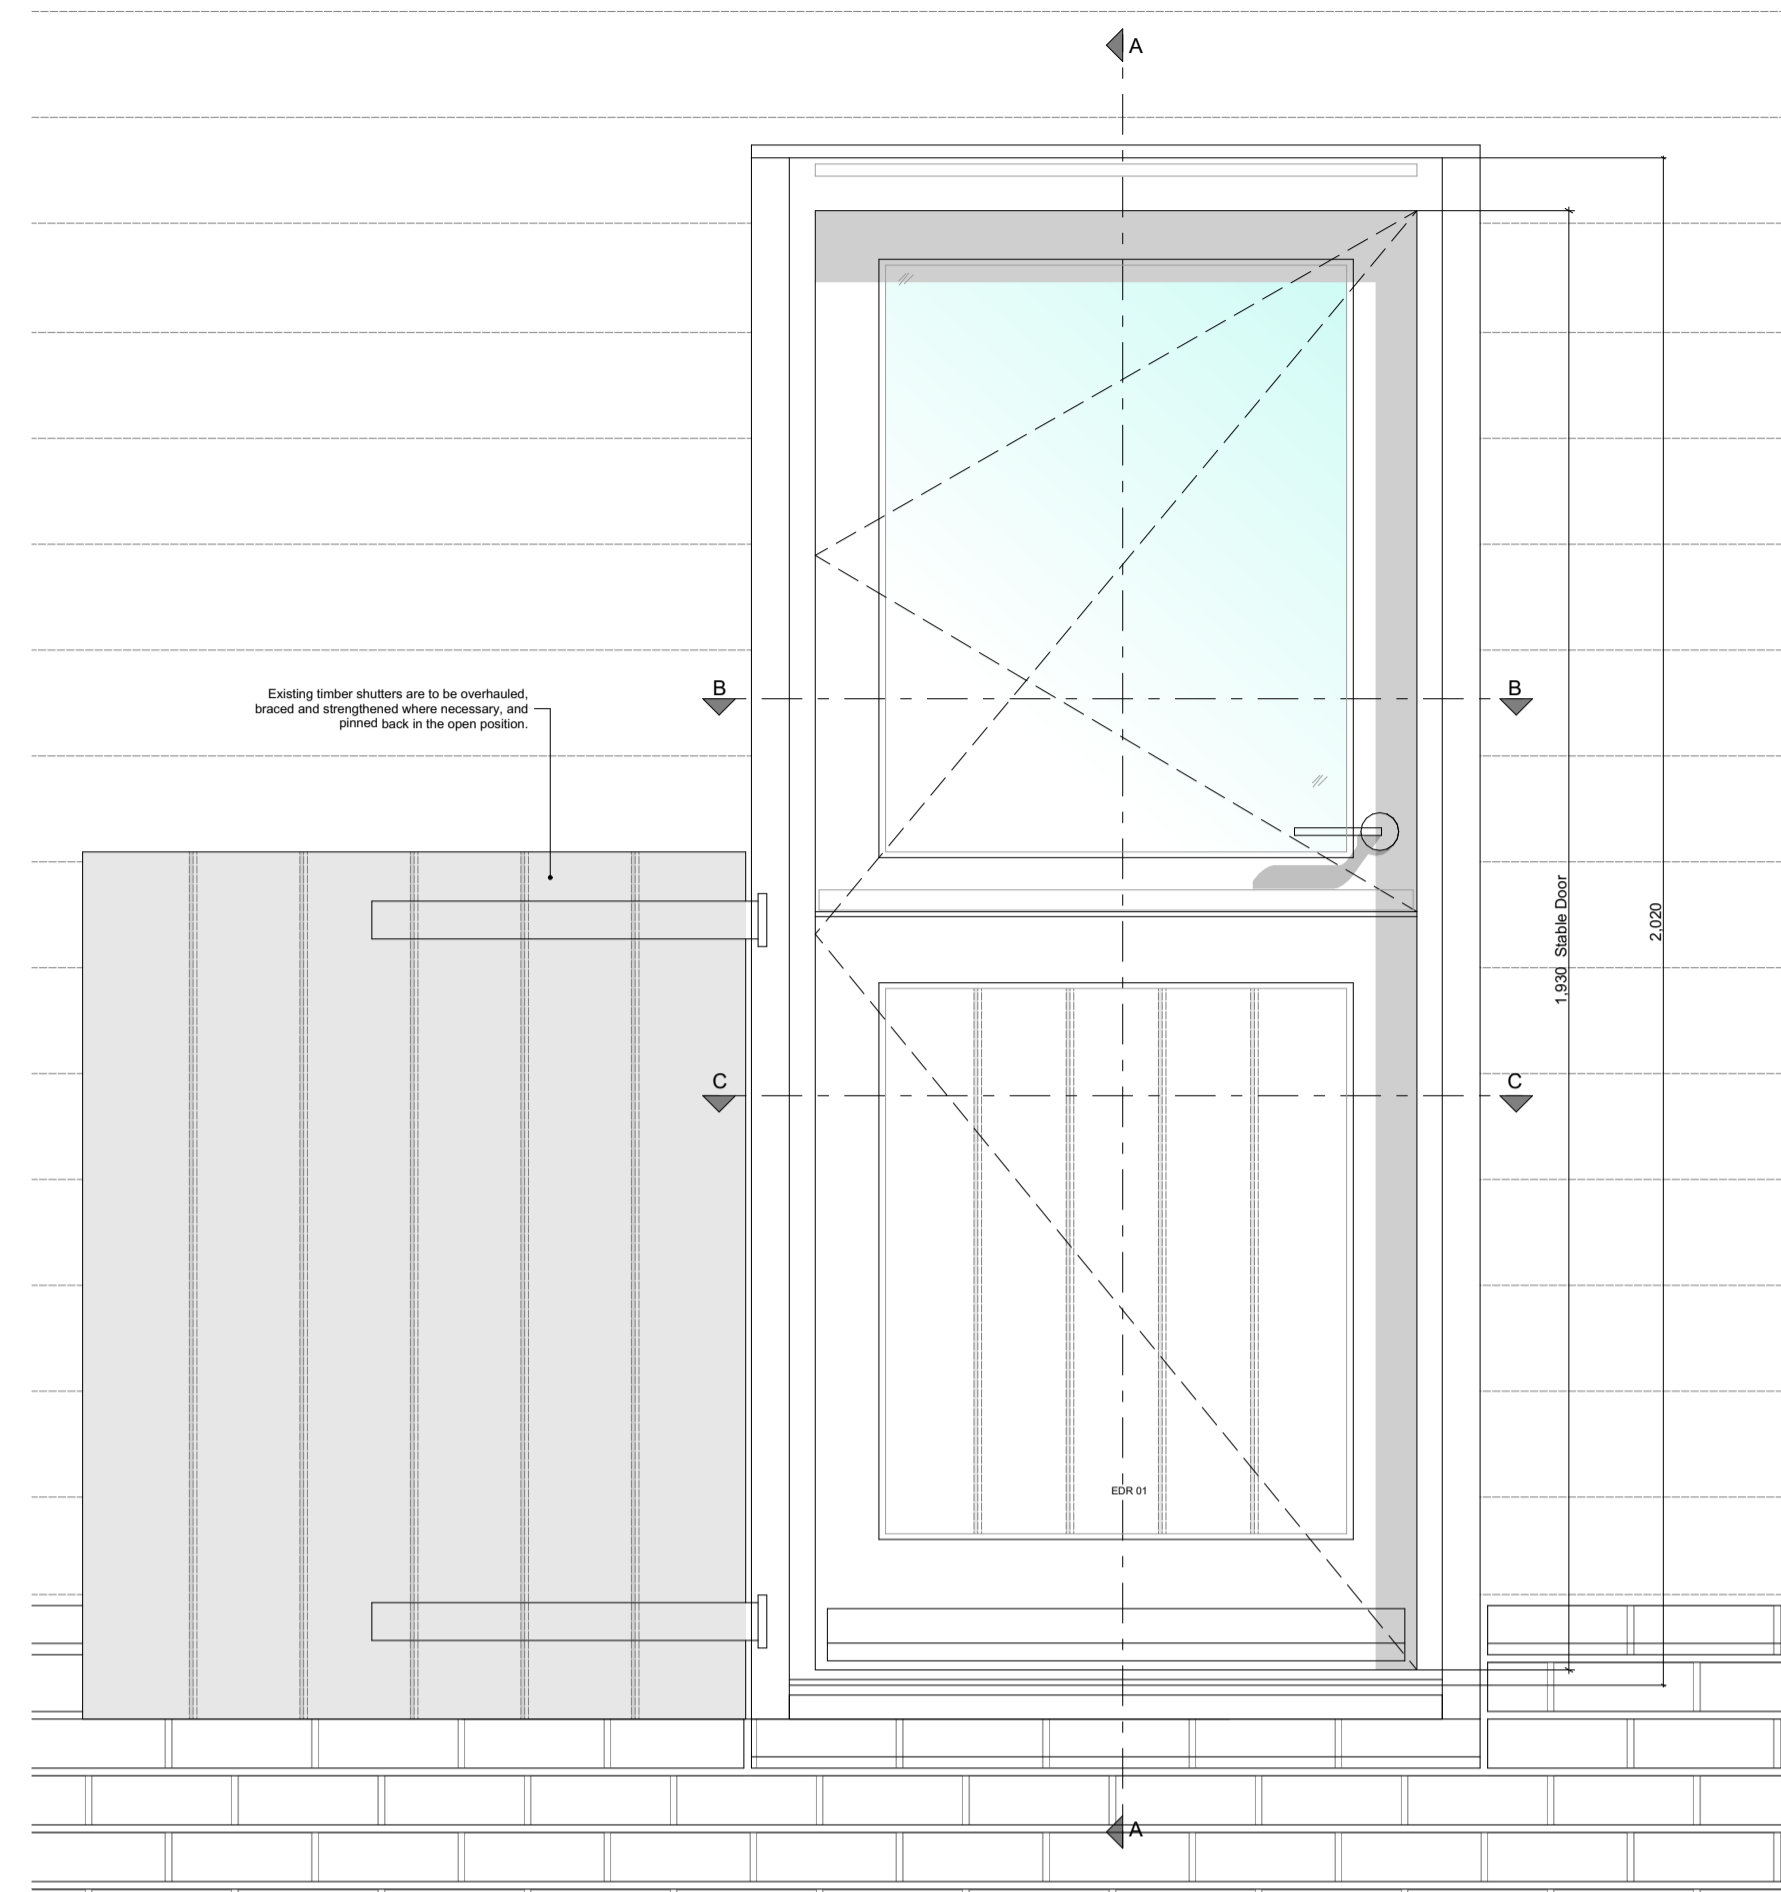 A
Existing timber shutters are to be overhauled,
braced and strengthened where necessary, and
pinned back in the open position.
B
B
1,930 Stable Door
2,020
C
C
EDR 01
A